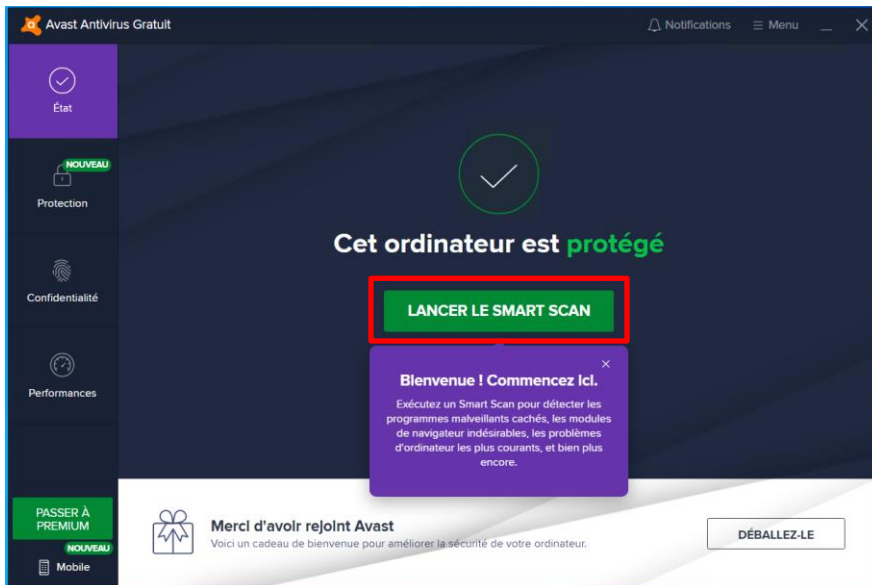 Avast Antivirus Gratuit
Notifications
Menu
État
NOUVEAU
Protection
Confidentialité
Performances
Cet ordinateur est protégé
LANCER LE SMART SCAN
Bienvenue ! Commencez ici.
Exécutez un Smart Scan pour détecter les
programmes malveillants cachés, les modules
de navigateur indésirables, les problèmes
d'ordinateur les plus courants, et bien plus
encore.
PASSER À
PREMIUM
NOUVEAU
Mobile
Merci d'avoir rejoint Avast
Voici un cadeau de bienvenue pour améliorer la sécurité de votre ordinateur.
DÉBALLEZ-LE